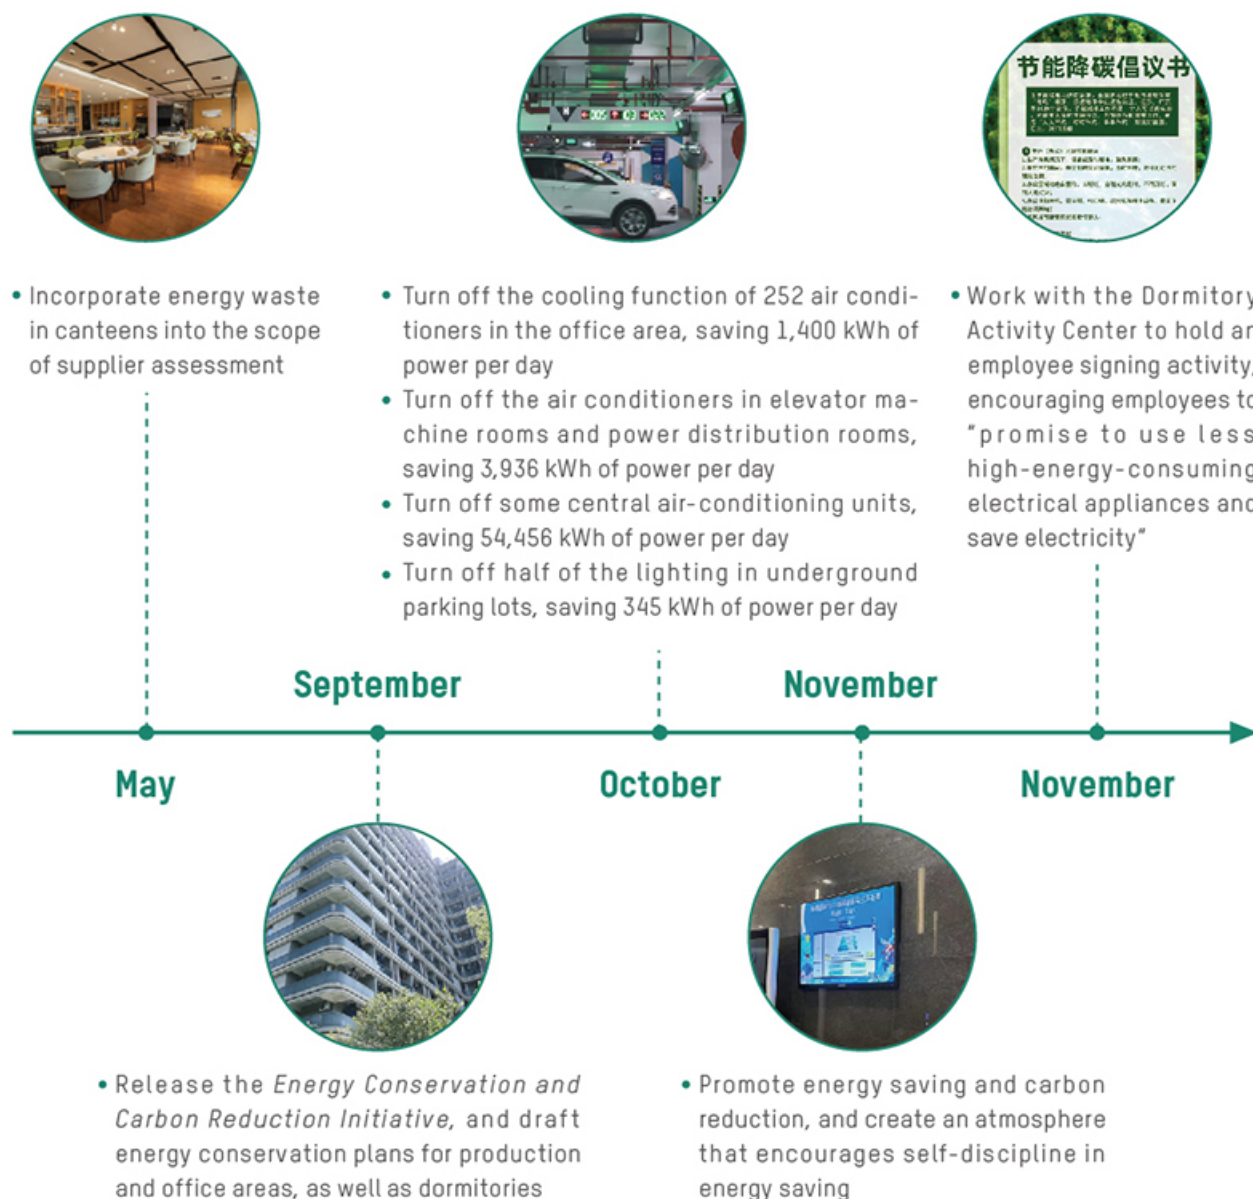 节能降碳倡议书
005
03
022
• Incorporate energy waste
in canteens into the scope
of supplier assessment
• Turn off the cooling function of 252 air condi-
tioners in the office area, saving 1,400 kWh of
power per day
• Turn off the air conditioners in elevator ma-
chine rooms and power distribution rooms,
saving 3,936 kWh of power per day
• Turn off some central air-conditioning units,
saving 54,456 kWh of power per day
• Turn off half of the lighting in underground
parking lots, saving 345 kWh of power per day
• Work with the Dormitory
Activity Center to hold an
employee signing activity,
encouraging employees to
"promise to use less
high-energy-consuming
electrical appliances and
save electricity"
September
November
May
October
November
• Release the Energy Conservation and
Carbon Reduction Initiative, and draft
energy conservation plans for production
and office areas, as well as dormitories
• Promote energy saving and carbon
reduction, and create an atmosphere
that encourages self-discipline in
energy saving